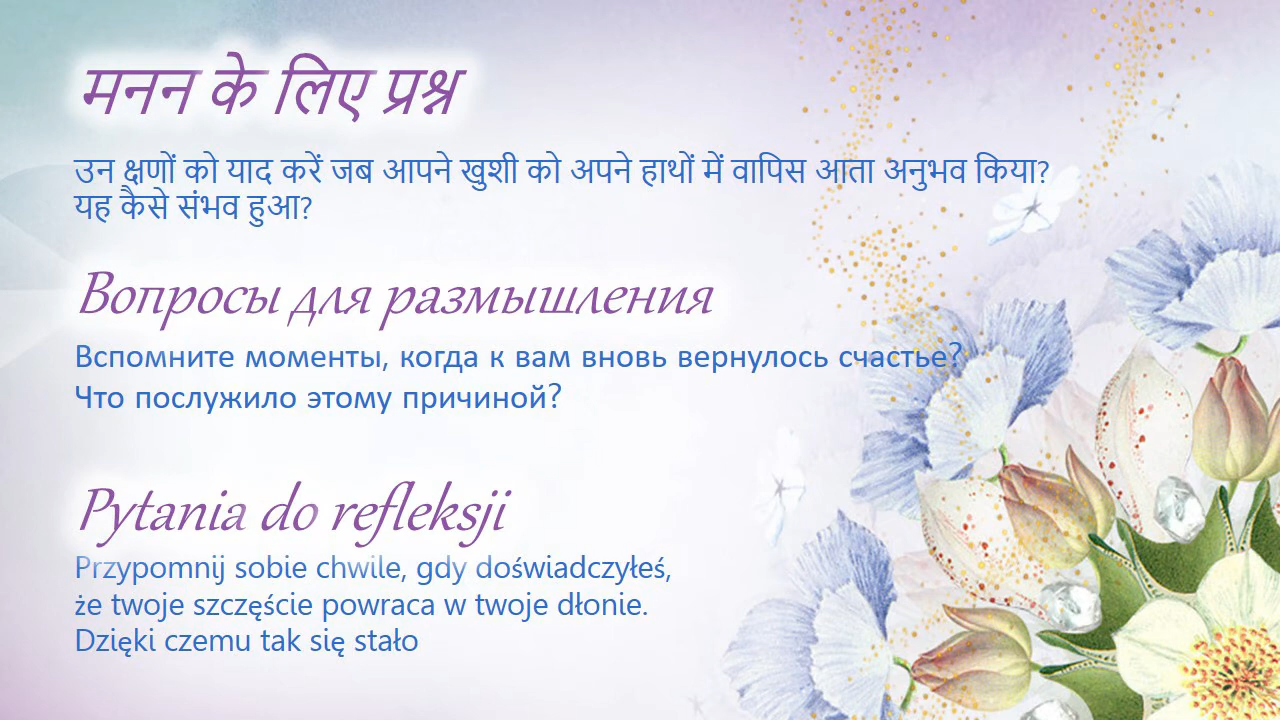 मनन के लिए प्रश्न
उन क्षणों को याद करें जब आपने खुशी को अपने हाथों में वापिस आता अनुभव किया?
यह कैसे संभव हुआ?
Вопросы для размышления
Вспомните моменты, когда к вам вновь вернулось счастье?
Что послужило этому причиной?
Pytania do refleksji
Przypomnij sobie chwile, gdy doświadczyłeś,
że twoje szczęście powraca w twoje dłonie.
Dzięki czemu tak się stało